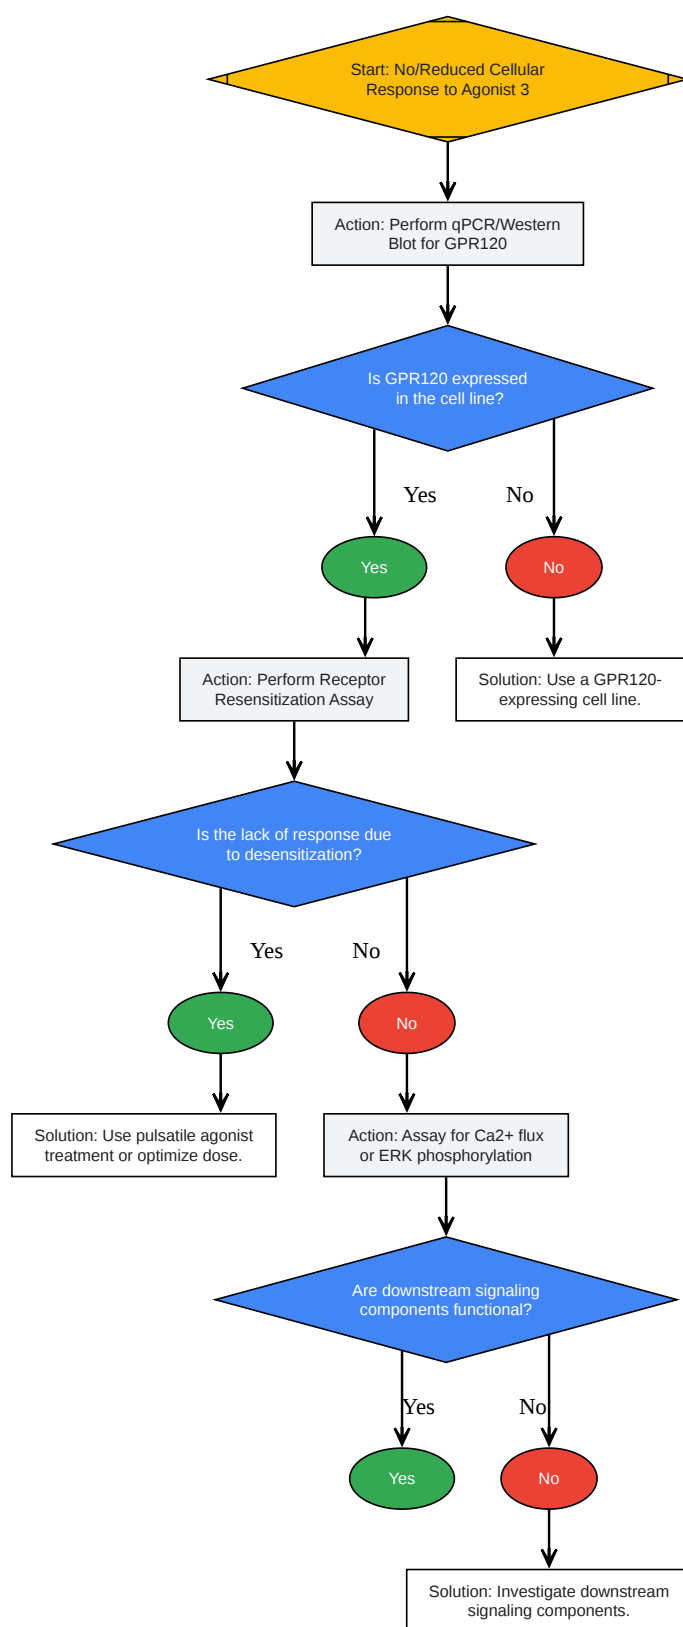 Start: No/Reduced Cellular
Response to Agonist 3
Action: Perform qPCR/Western
Blot for GPR120
Is GPR120 expressed
in the cell line?
Yes
No
Yes
No
Action: Perform Receptor
Resensitization Assay
Solution: Use a GPR120-
expressing cell line.
Is the lack of response due
to desensitization?
Yes
No
Yes
No
Solution: Use pulsatile agonist
treatment or optimize dose.
Action: Assay for Ca2+ flux
or ERK phosphorylation
Are downstream signaling
components functional?
Yes
No
Yes
No
Solution: Investigate downstream
signaling components.